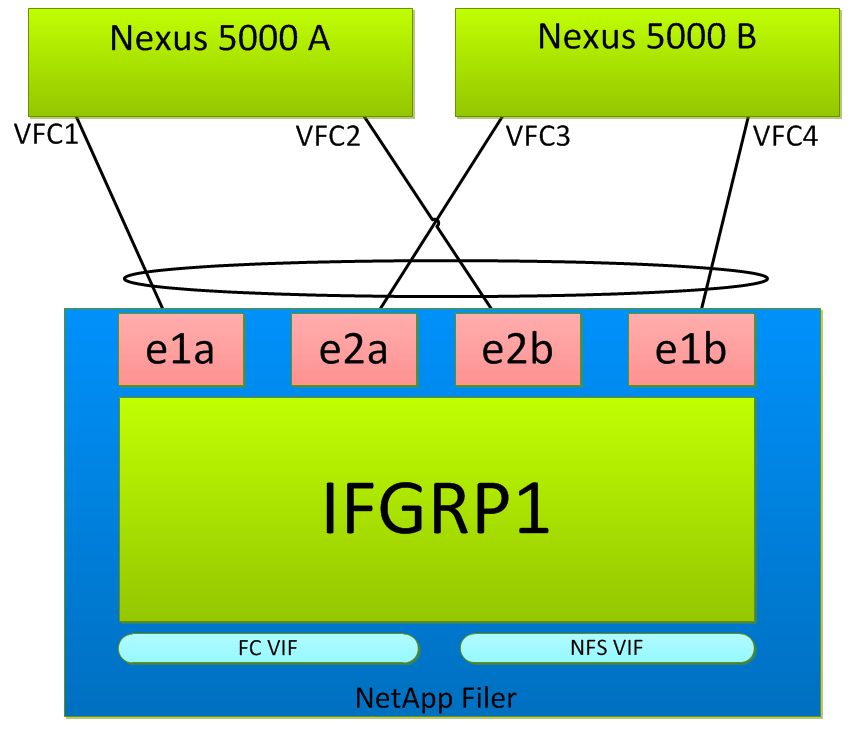 Nexus 5000 A
Nexus 5000 B
VFC1
VFC2
VFC3
VFC4
e1a
e2a
e2b
e1b
IFGRP1
FC VIF
NFS VIF
NetApp Filer